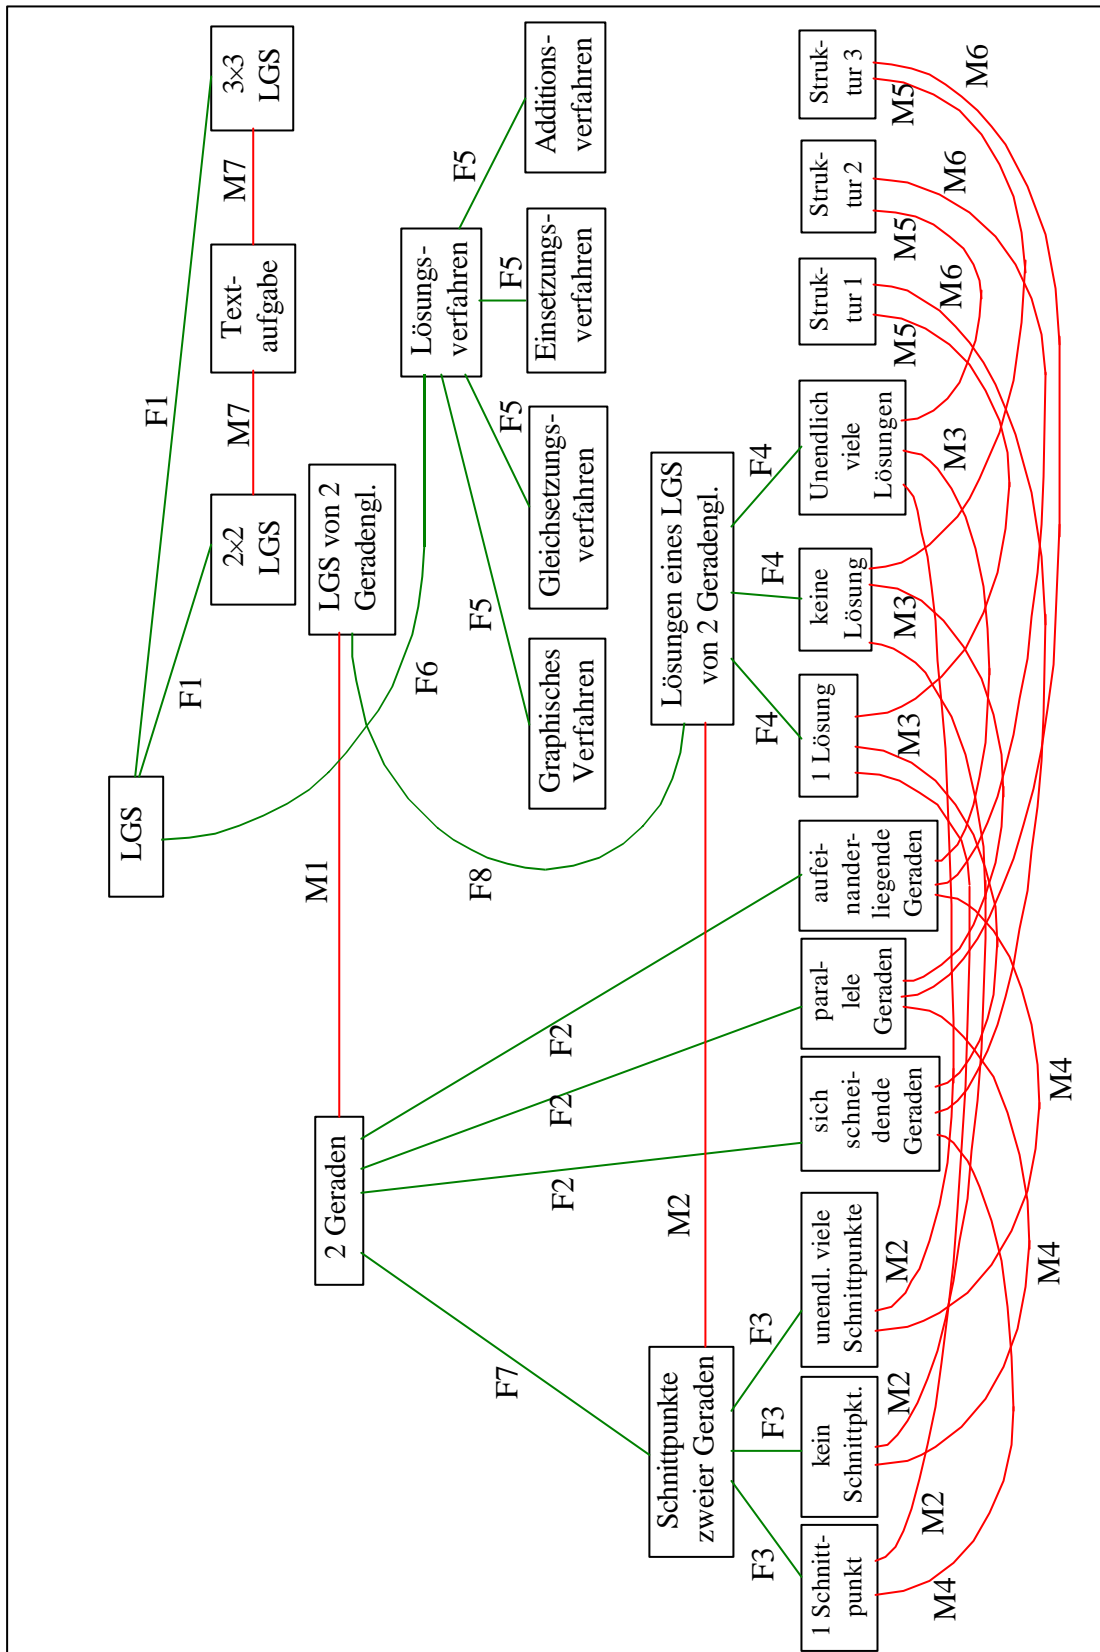 LGS
F1
F1
2×2
LGS
M7
Text-
aufgabe
M7
3×3
LGS
2 Geraden
M1
LGS von 2
Geradengl.
F6
Lösungs-
verfahren
F7
F2
F2
F2
F8
F5
F5
F5
F5
Graphisches
Verfahren
Gleichsetzungs-
verfahren
Einsetzungs-
verfahren
Additions-
verfahren
Schnittpunkte
zweier Geraden
M2
Lösungen eines LGS
von 2 Geradengl.
F3
F3
F3
F4
F4
F4
1 Schnitt-
punkt
kein
Schnittpkt.
unendl. viele
Schnittpunkte
sich
schnei-
dende
Geraden
paral-
lele
Geraden
aufei-
nander-
liegende
Geraden
1 Lösung
keine
Lösung
Unendlich
viele
Lösungen
Struk-
tur 1
Struk-
tur 2
Struk-
tur 3
M4
M2
M2
M2
M4
M4
M3
M3
M3
M5
M6
M5
M6
M5
M6